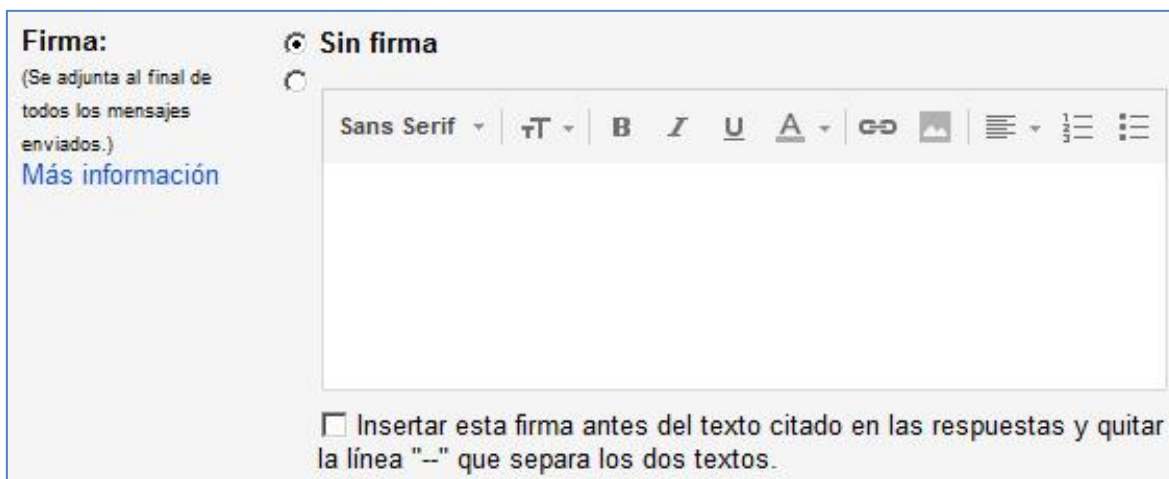 Firma:
(Se adjunta al final de
todos los mensajes
enviados.)
Más información
Sin firma
Sans Serif
Insertar esta firma antes del texto citado en las respuestas y quitar
la línea "--" que separa los dos textos.